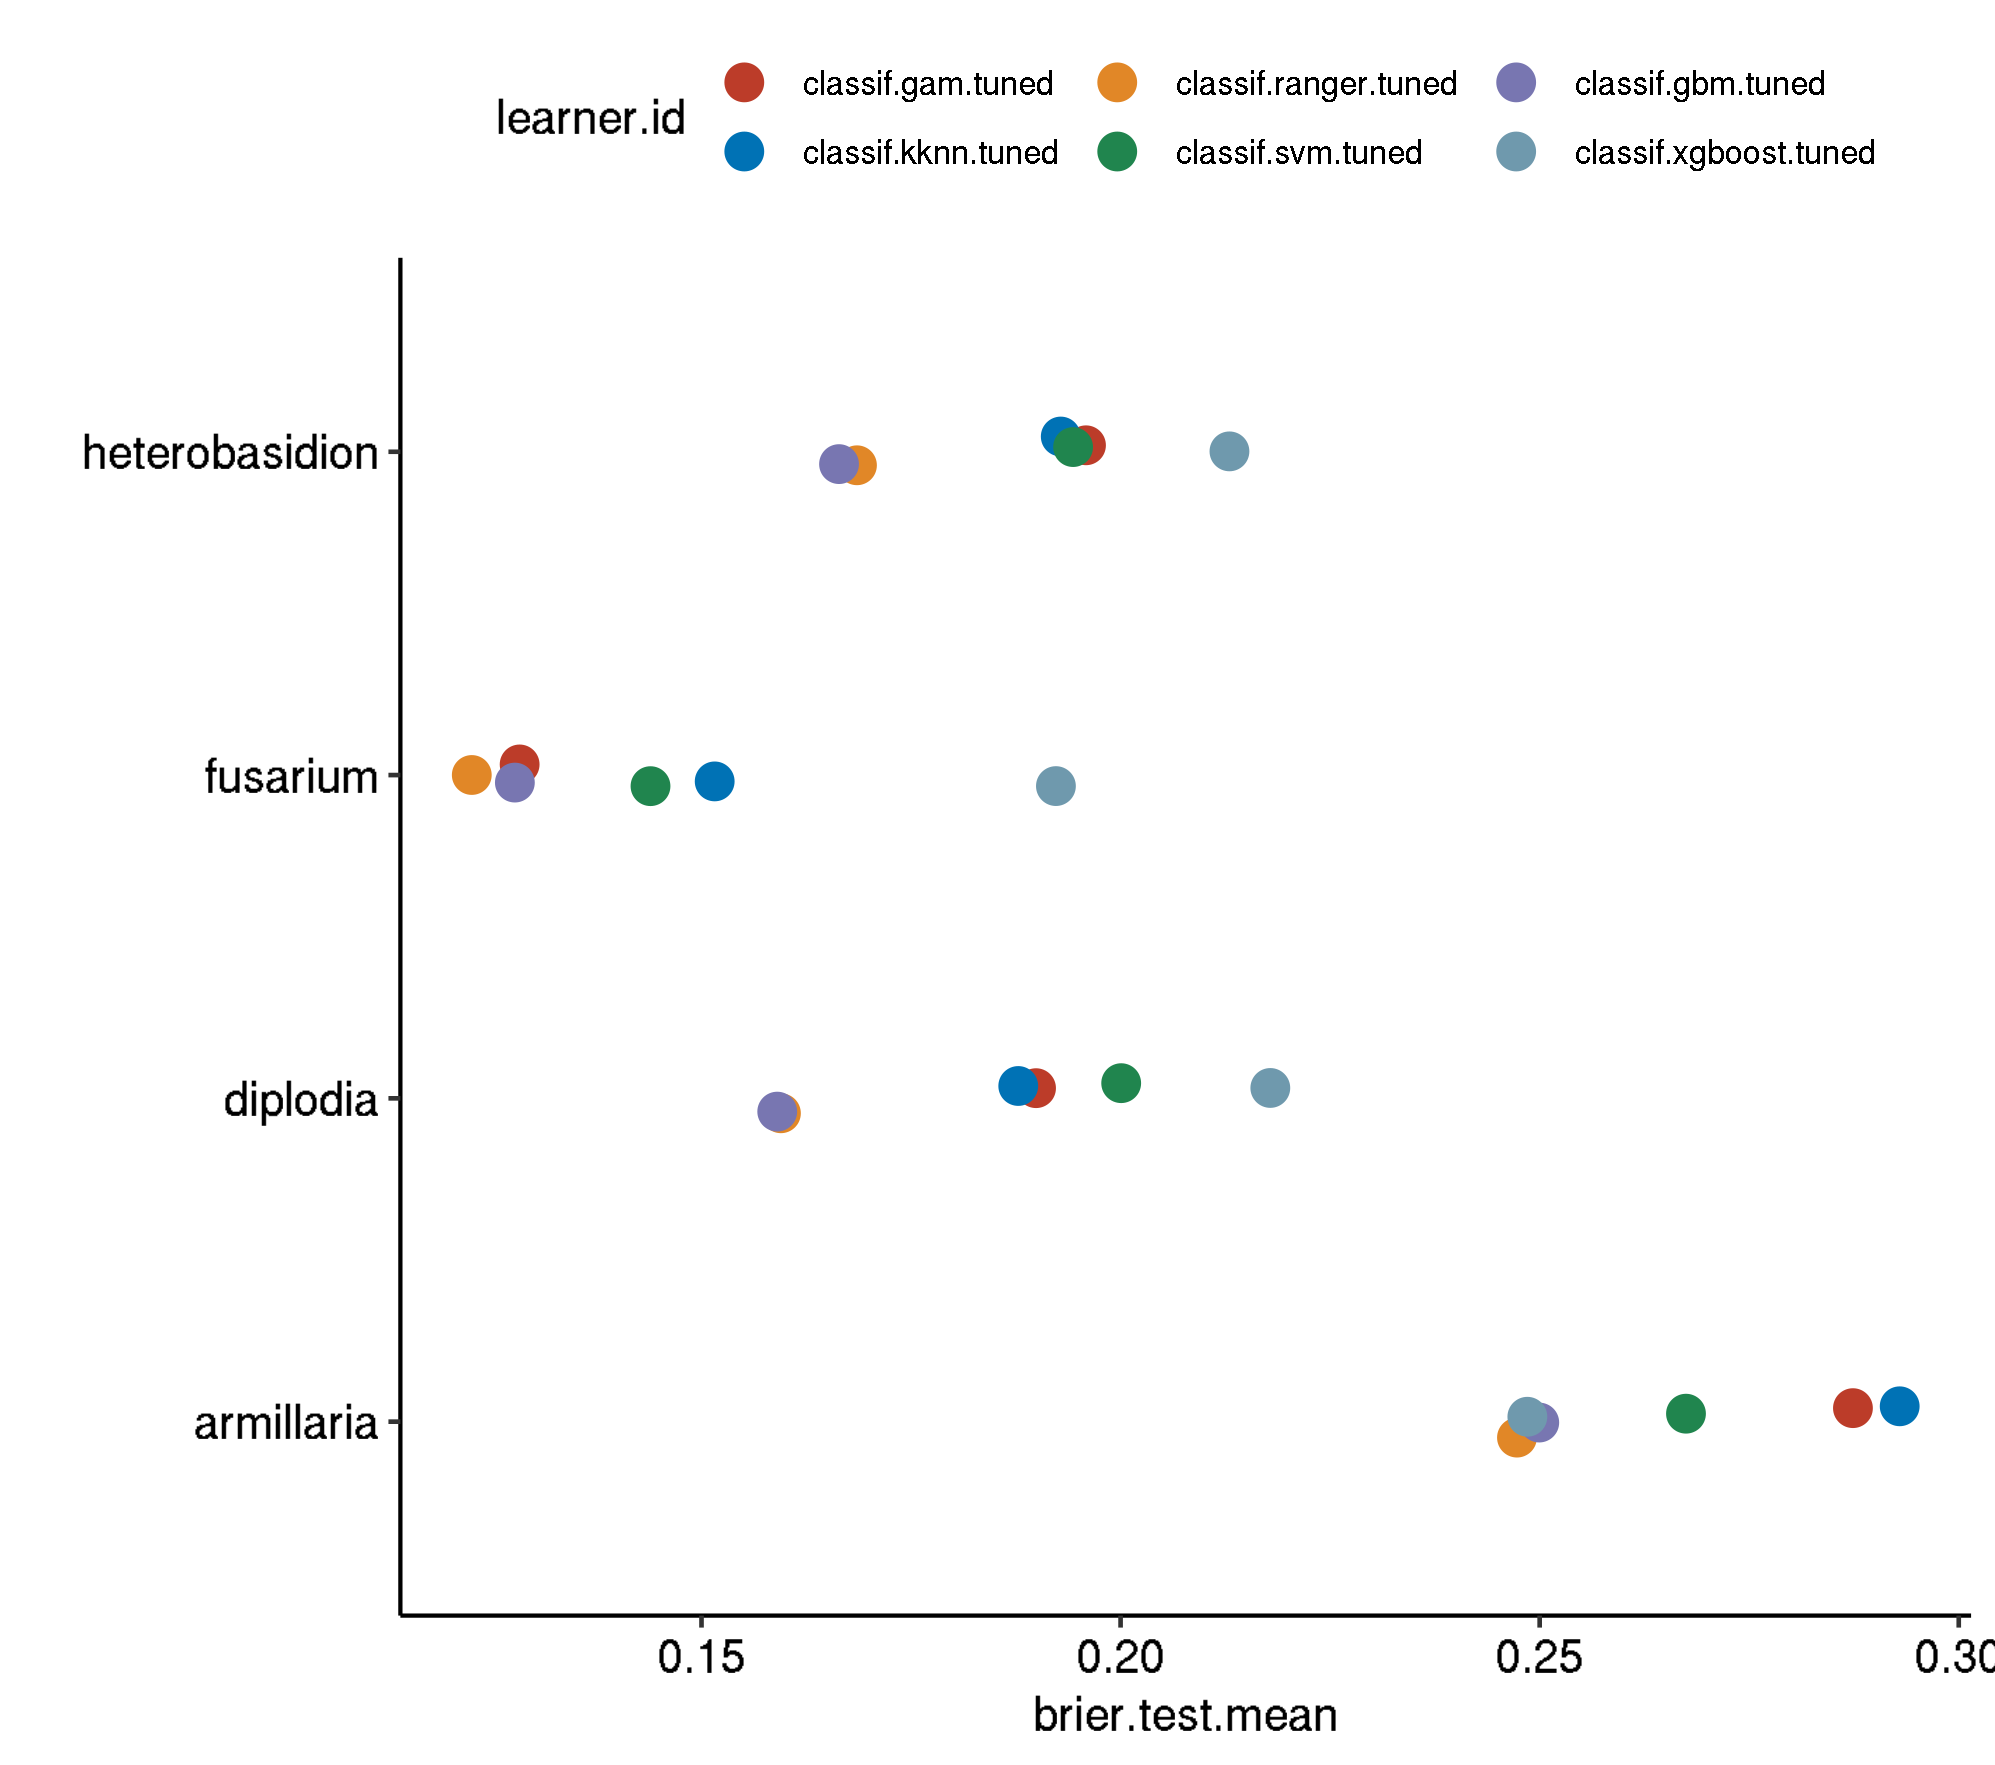 learner.id
classif.gam.tuned classif.ranger.tuned classif.gbm.tuned
classif.kknn.tuned classif.svm.tuned classif.xgboost.tuned
heterobasidion
fusarium
diplodia
armillaria
0.15 0.20 0.25 0.30
brier.test.mean